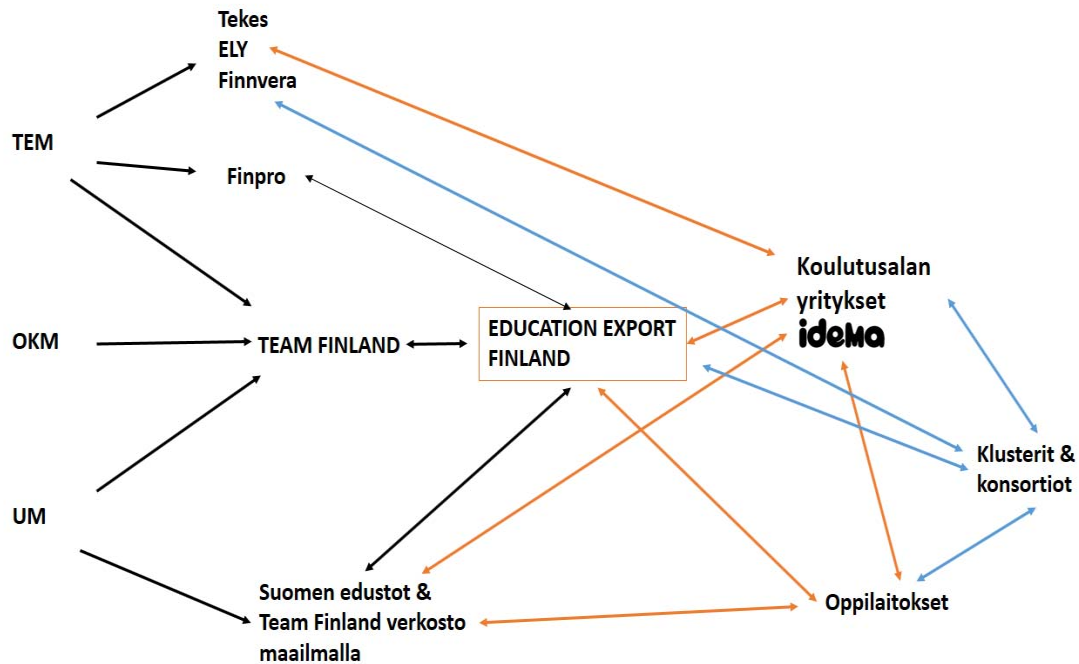 Tekes
ELY
Finnvera
TEM
Finpro
Koulutusalan
yritykset
idema
OKM
TEAM FINLAND
EDUCATION EXPORT
FINLAND
Klusterit &
konsortiot
UM
Suomen edustot &
Team Finland verkosto
maailmalla
Oppilaitokset